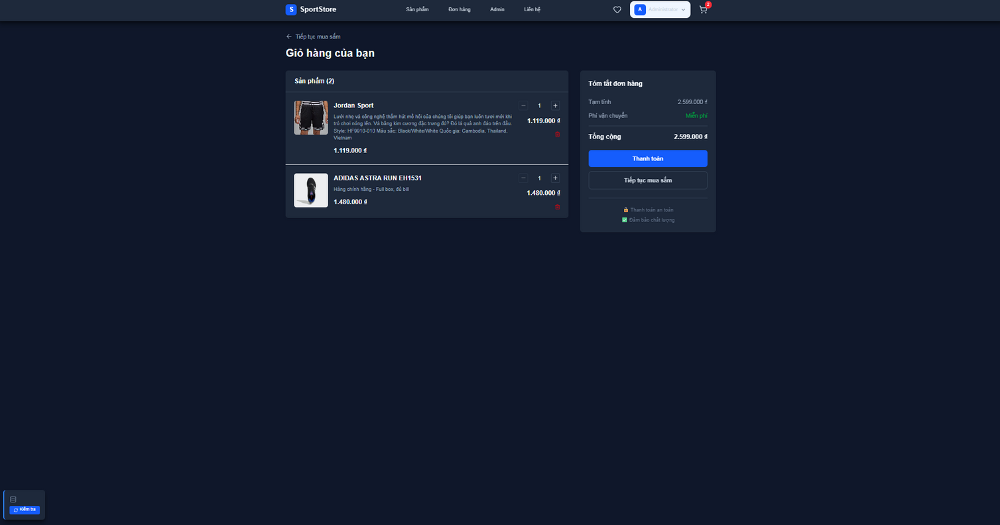 S SportStore
Sản phẩm
Đơn hàng
Admin
Liên hệ
A Administrator
2
Tiếp tục mua sắm
Giỏ hàng của bạn
Sản phẩm (2)
Jordan Sport
Lưới nhẹ và công nghệ thấm hút mồ hôi của chúng tôi giúp bạn luôn tươi mới khi
trò chơi nóng lên. Và bảng kim cương đặc trưng đó? Đó là quả anh đào trên đầu.
Style: HF9910-010 Màu sắc: Black/White/White Quốc gia: Cambodia, Thailand,
Vietnam
1.119.000 ₫
1
1.119.000 ₫
ADIDAS ASTRA RUN EH1531
Hàng chính hãng - Full box, đủ bill
1.480.000 ₫
1
1.480.000 ₫
Tóm tắt đơn hàng
Tạm tính 2.599.000 ₫
Phí vận chuyển Miễn phí
Tổng cộng 2.599.000 ₫
Thanh toán
Tiếp tục mua sắm
Thanh toán an toàn
Đảm bảo chất lượng
Kiểm tra